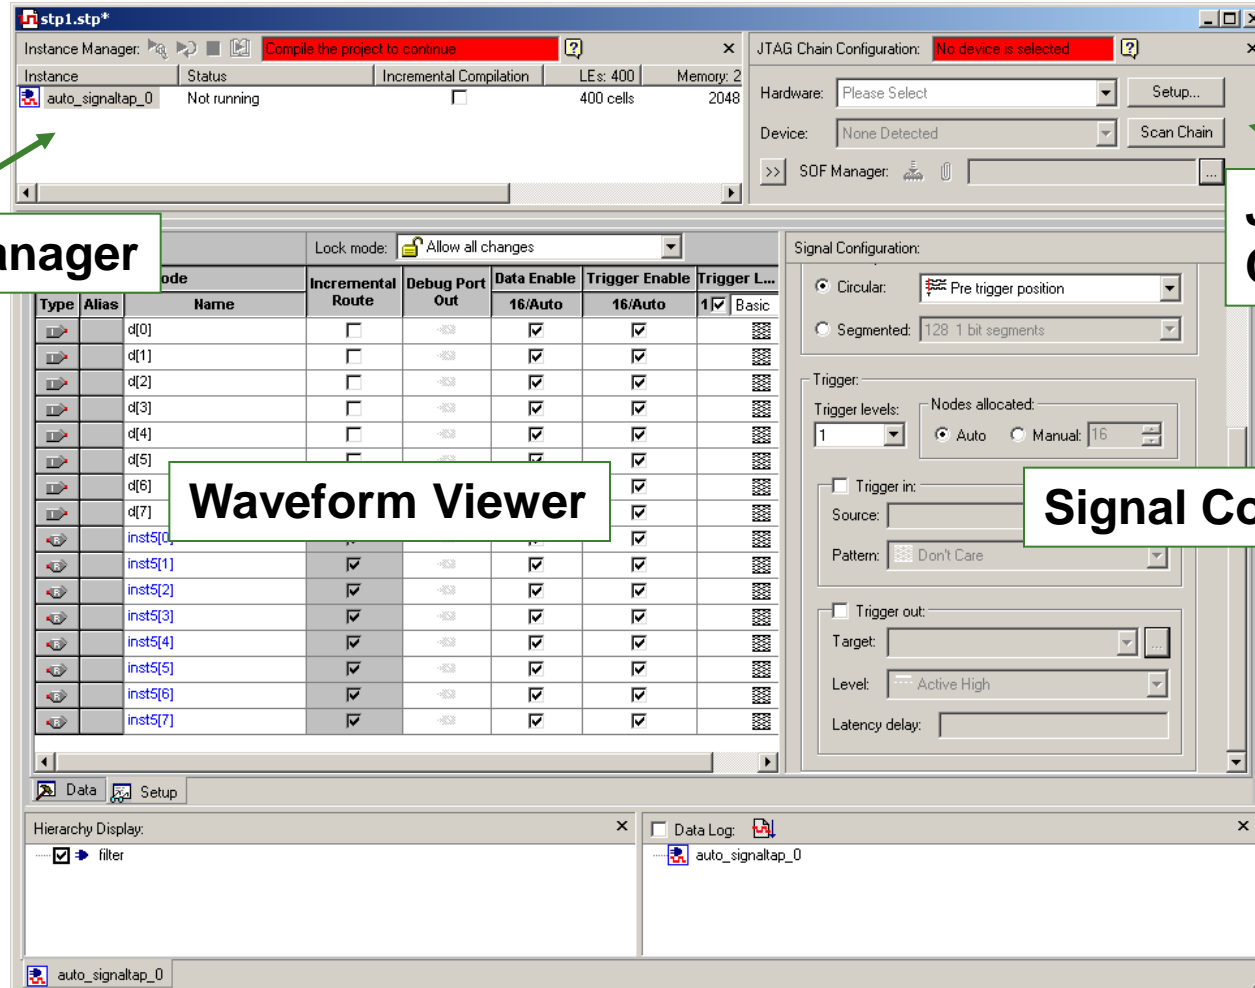 stp1.stp*
Instance Manager: Compile the project to continue
Instance Status Incremental Compilation LEs: 400 Memory: 2
auto_signaltap_0 Not running 400 cells 2048
JTAG Chain Configuration: No device is selected
Hardware: Please Select Setup...
Device: None Detected Scan Chain
>> SOF Manager: ...
anager
J
C
Lock mode: Allow all changes
ode Incremental Route Debug Port Out Data Enable Trigger Enable Trigger L...
Type Alias Name 16/Auto 16/Auto 1 Basic
d[0]
d[1]
d[2]
d[3]
d[4]
d[5]
d[6]
d[7]
inst5[0]
inst5[1]
inst5[2]
inst5[3]
inst5[4]
inst5[5]
inst5[6]
inst5[7]
Waveform Viewer
Signal Configuration:
Circular: Pre trigger position
Segmented: 128 1 bit segments
Trigger:
Trigger levels: Nodes allocated:
1 Auto Manual: 16
Trigger in:
Source:
Signal Co
Pattern: Don't Care
Trigger out:
Target: ...
Level: Active High
Latency delay:
Data Setup
Hierarchy Display:
filter
Data Log:
auto_signaltap_0
auto_signaltap_0